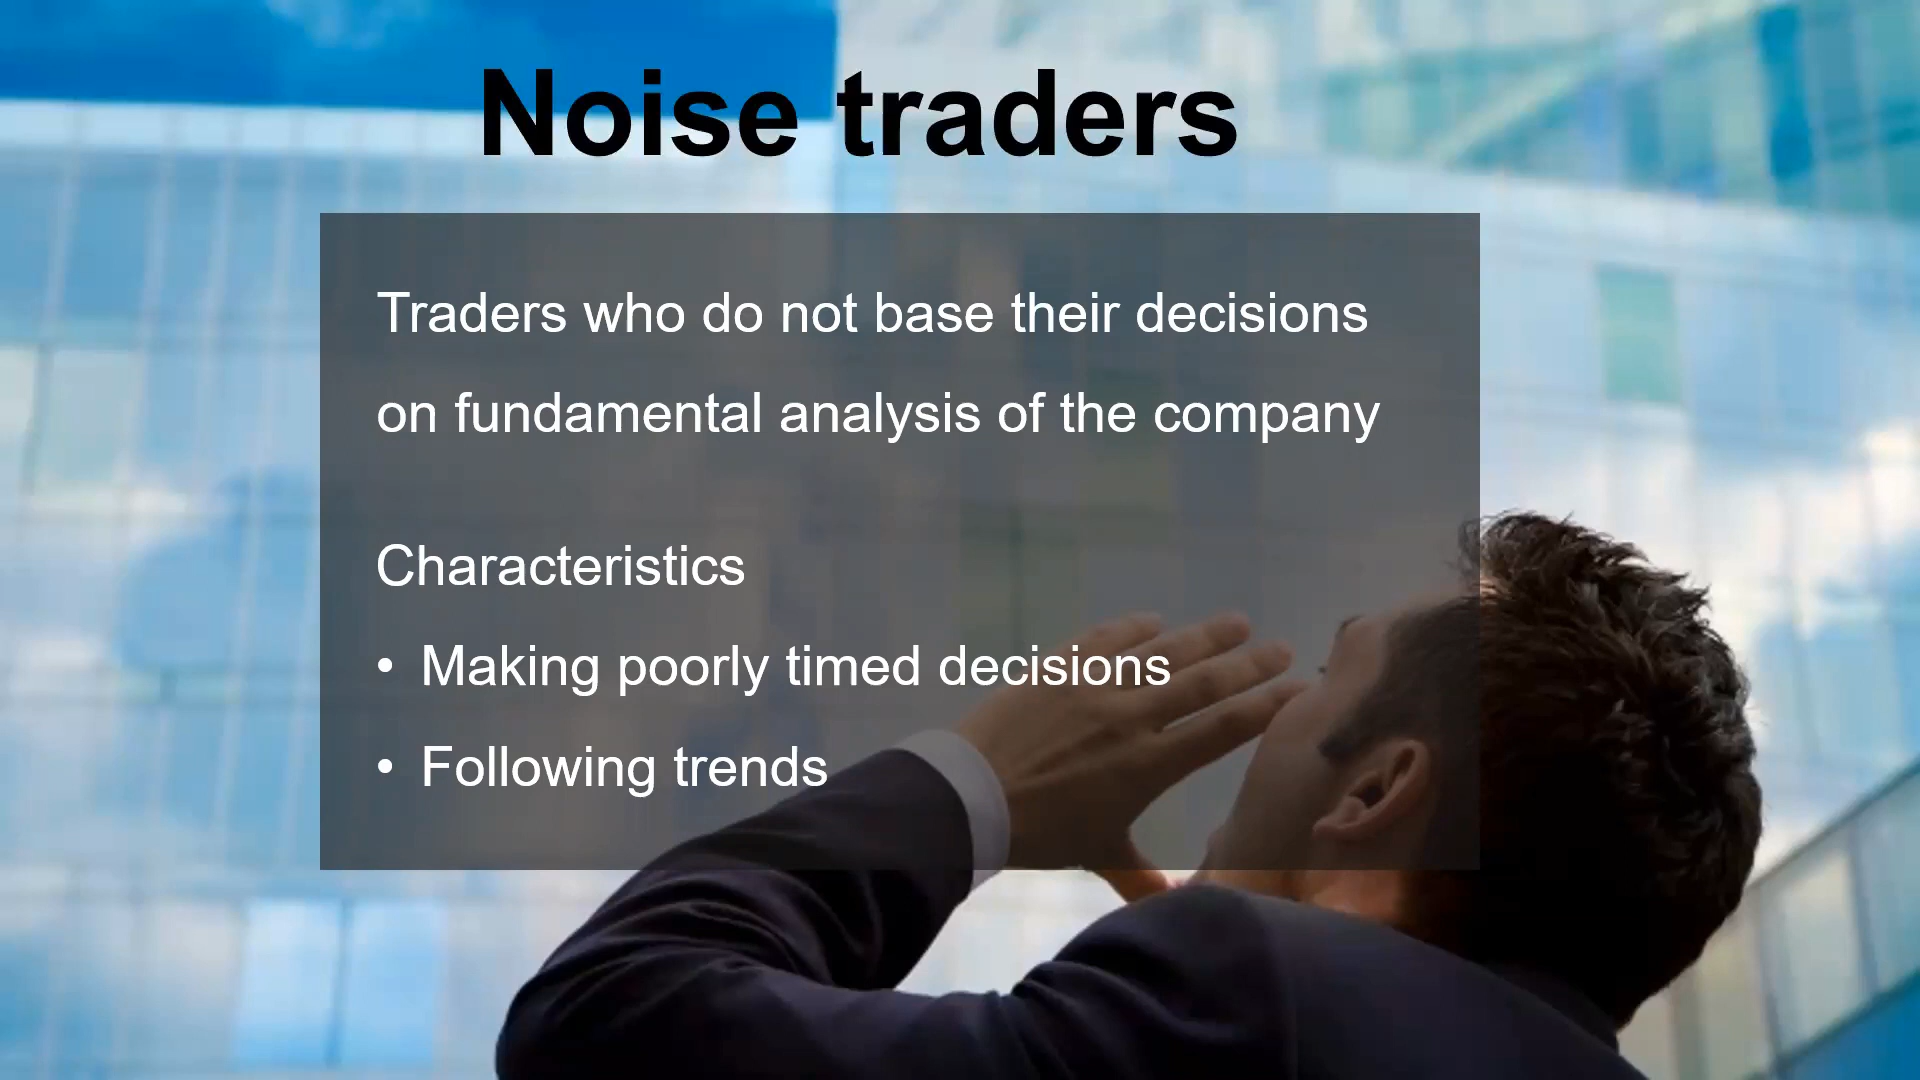 Noise traders
Traders who do not base their decisions
on fundamental analysis of the company
Characteristics
• Making poorly timed decisions
• Following trends